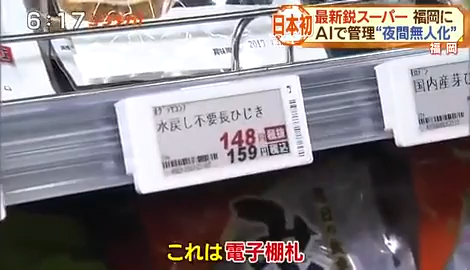 6:17
日本初
最新鋭スーパー 福岡に
AIで管理"夜間無人化"
福岡
水戻し不要長ひじき
148円 税抜
159円 税込
国内産芽ひ
これは電子棚札